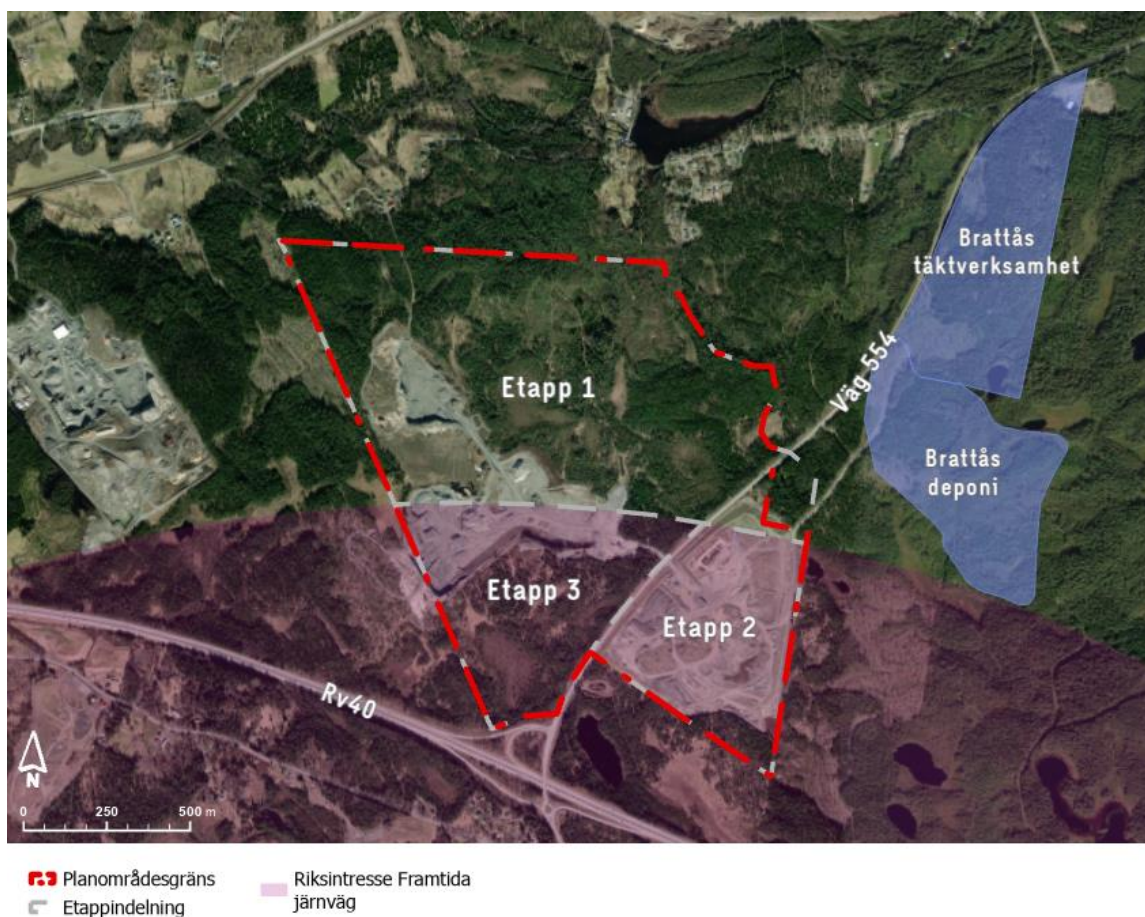 Brattås
täktverksamhet
Väg 554
Etapp 1
Brattås
deponi
Etapp 3
Etapp 2
Rv40
N
0 250 500 m
Planområdesgräns
Etappindelning
Riksintresse Framtida
järnväg